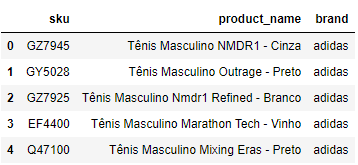 sku product_name brand
0 GZ7945 Tênis Masculino NMDR1 - Cinza adidas
1 GY5028 Tênis Masculino Outrage - Preto adidas
2 GZ7925 Tênis Masculino Nmdr1 Refined - Branco adidas
3 EF4400 Tênis Masculino Marathon Tech - Vinho adidas
4 Q47100 Tênis Masculino Mixing Eras - Preto adidas